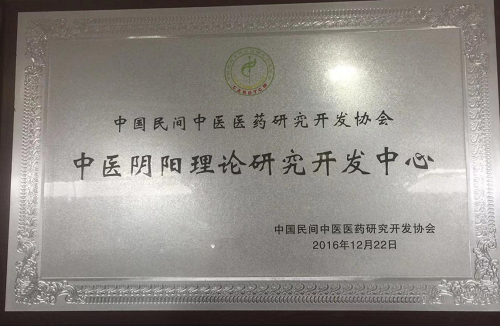 中国民间中医医药研究开发协会
中医阴阳理论研究开发中心
中国民间中医医药研究开发协会
2016年12月22日